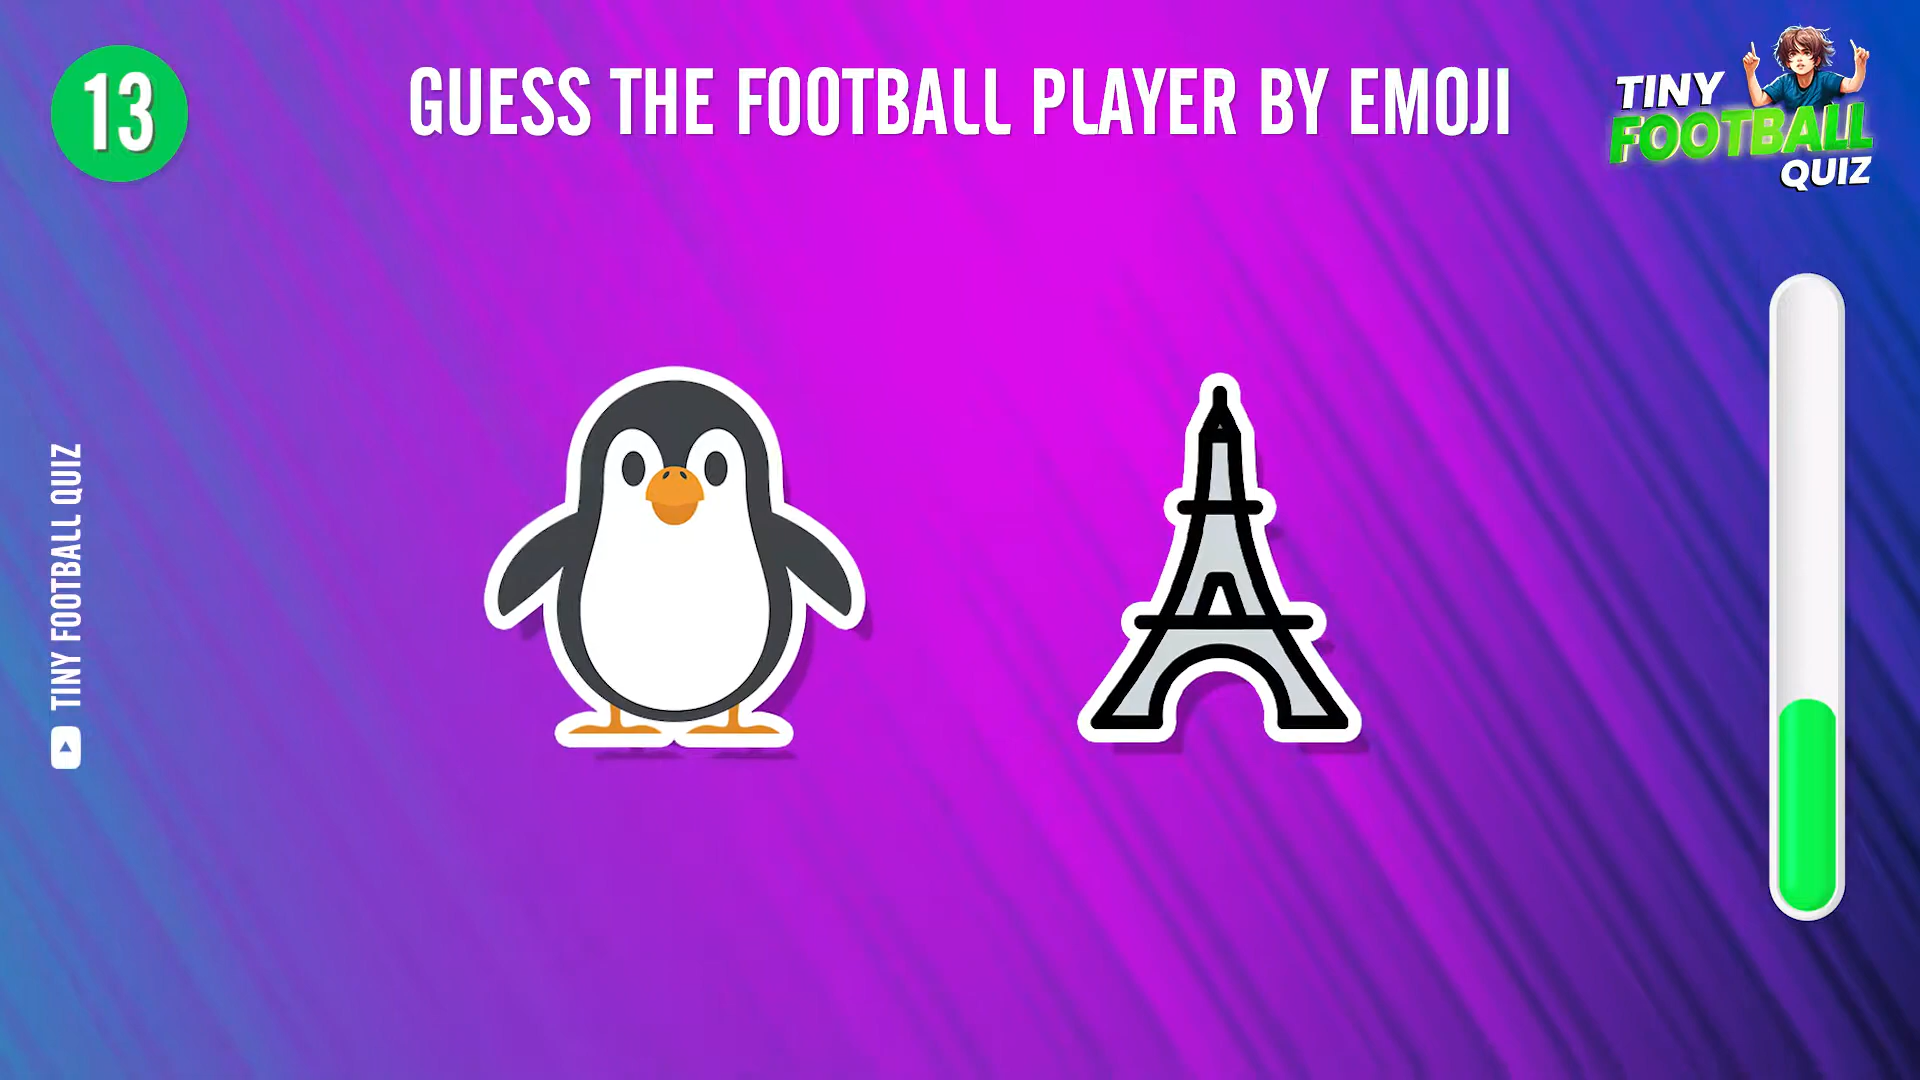 13
GUESS THE FOOTBALL PLAYER BY EMOJI
TINY
FOOTBALL
QUIZ
TINY FOOTBALL QUIZ